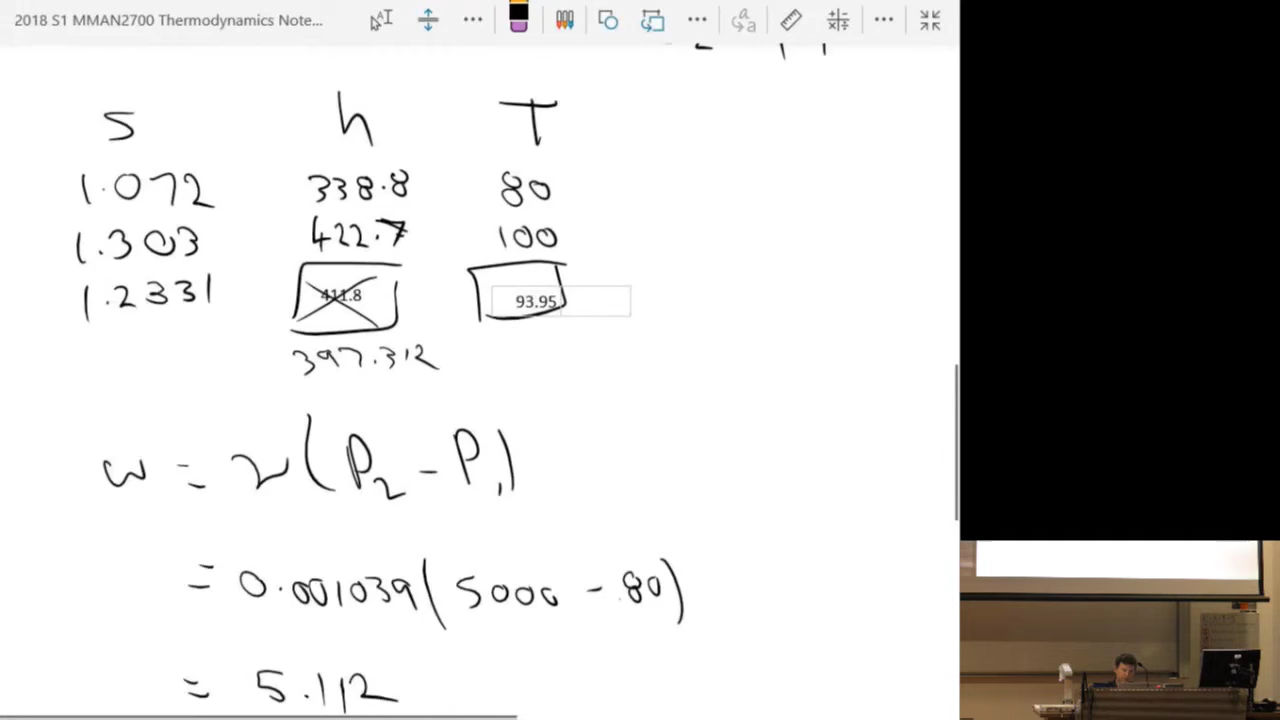 2018 S1 MMAN2700 Thermodynamics Note...
s h T
1.072 338.8 80
1.303 422.7 100
1.2331 411.8 93.95
397.312
w = v(P2 - P1)
= 0.001039(5000 - 80)
= 5.112